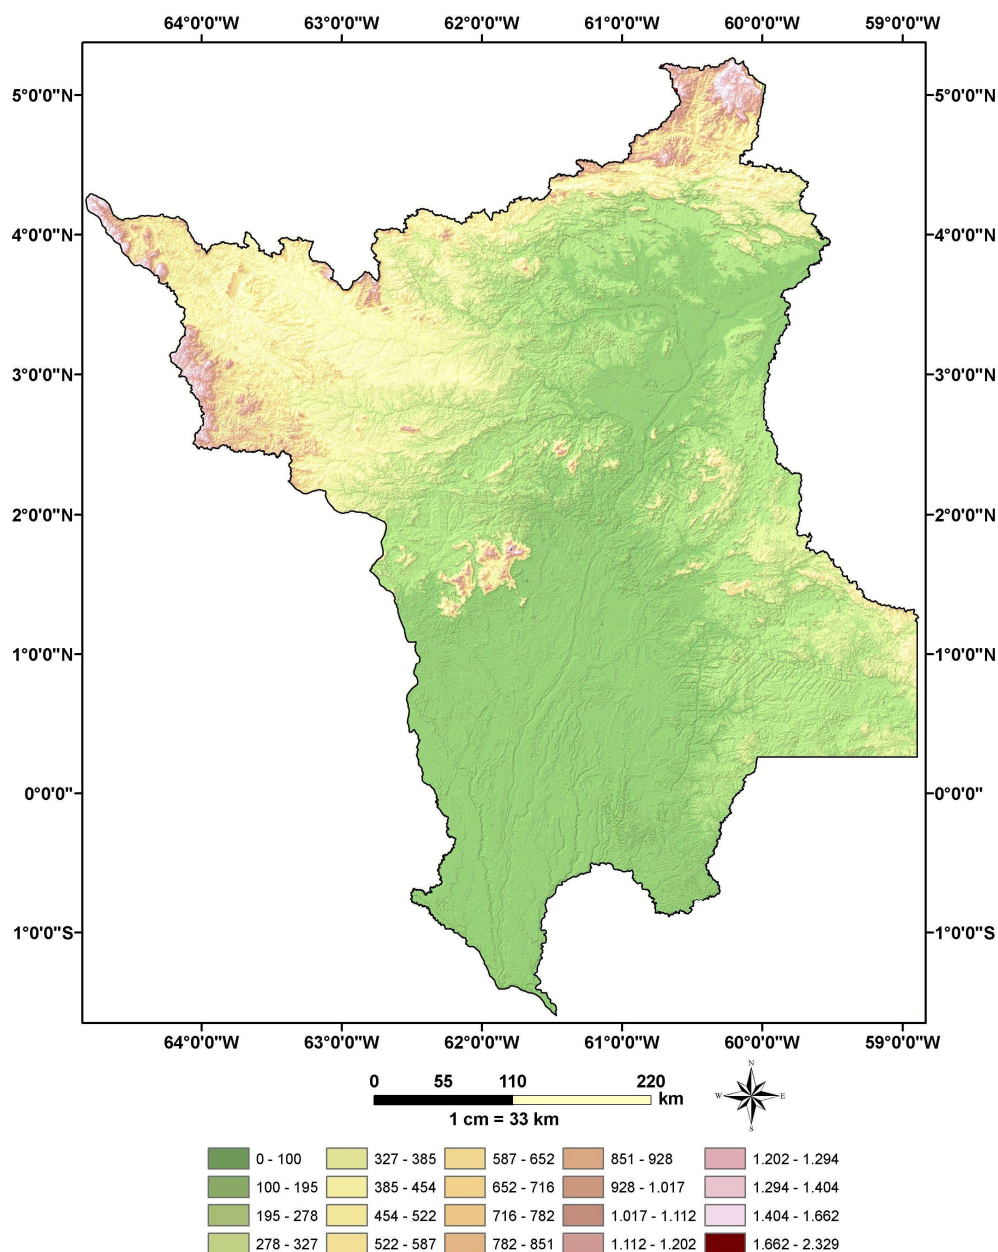 64°0'0"W 63°0'0"W 62°0'0"W 61°0'0"W 60°0'0"W 59°0'0"W
5°0'0"N 5°0'0"N
4°0'0"N 4°0'0"N
3°0'0"N 3°0'0"N
2°0'0"N 2°0'0"N
1°0'0"N 1°0'0"N
0°0'0" 0°0'0"
1°0'0"S 1°0'0"S
64°0'0"W 63°0'0"W 62°0'0"W 61°0'0"W 60°0'0"W 59°0'0"W
0 55 110 220 km
1 cm = 33 km
N
W E
S
0 - 100 327 - 385 587 - 652 851 - 928 1.202 - 1.294
100 - 195 385 - 454 652 - 716 928 - 1.017 1.294 - 1.404
195 - 278 454 - 522 716 - 782 1.017 - 1.112 1.404 - 1.662
278 - 327 522 - 587 782 - 851 1.112 - 1.202 1.662 - 2.329